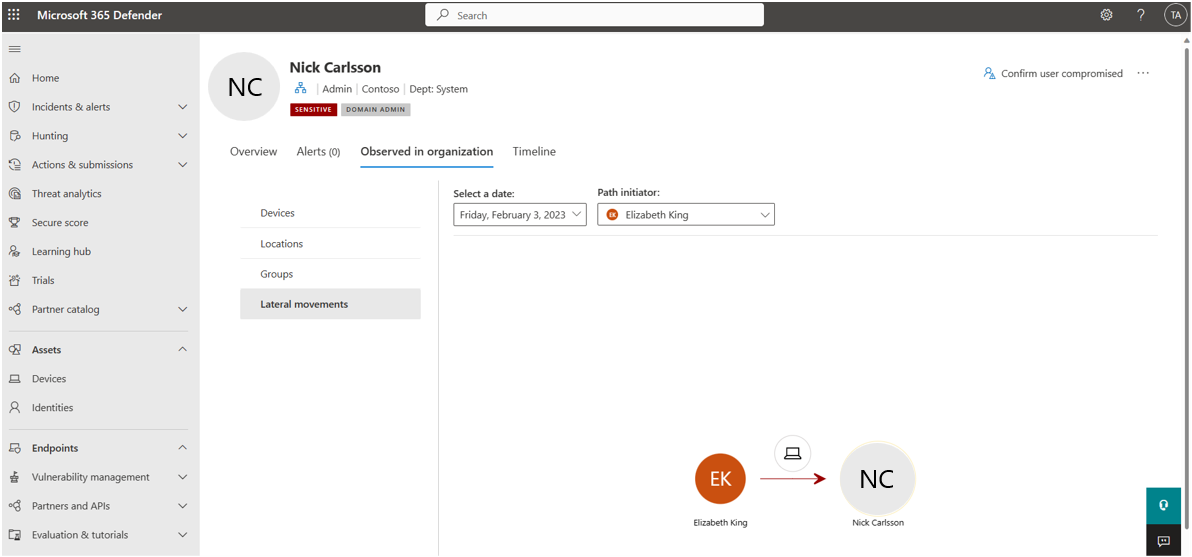 Microsoft 365 Defender
Search
?
TA
Home
Incidents & alerts
Hunting
Actions & submissions
Threat analytics
Secure score
Learning hub
Trials
Partner catalog
Assets
Devices
Identities
Endpoints
Vulnerability management
Partners and APIs
Evaluation & tutorials
NC
Nick Carlsson
Admin | Contoso | Dept: System
SENSITIVE DOMAIN ADMIN
Confirm user compromised ...
Overview Alerts (0) Observed in organization Timeline
Devices
Locations
Groups
Lateral movements
Select a date: Path initiator:
Friday, February 3, 2023 EK Elizabeth King
EK NC
Elizabeth King Nick Carlsson